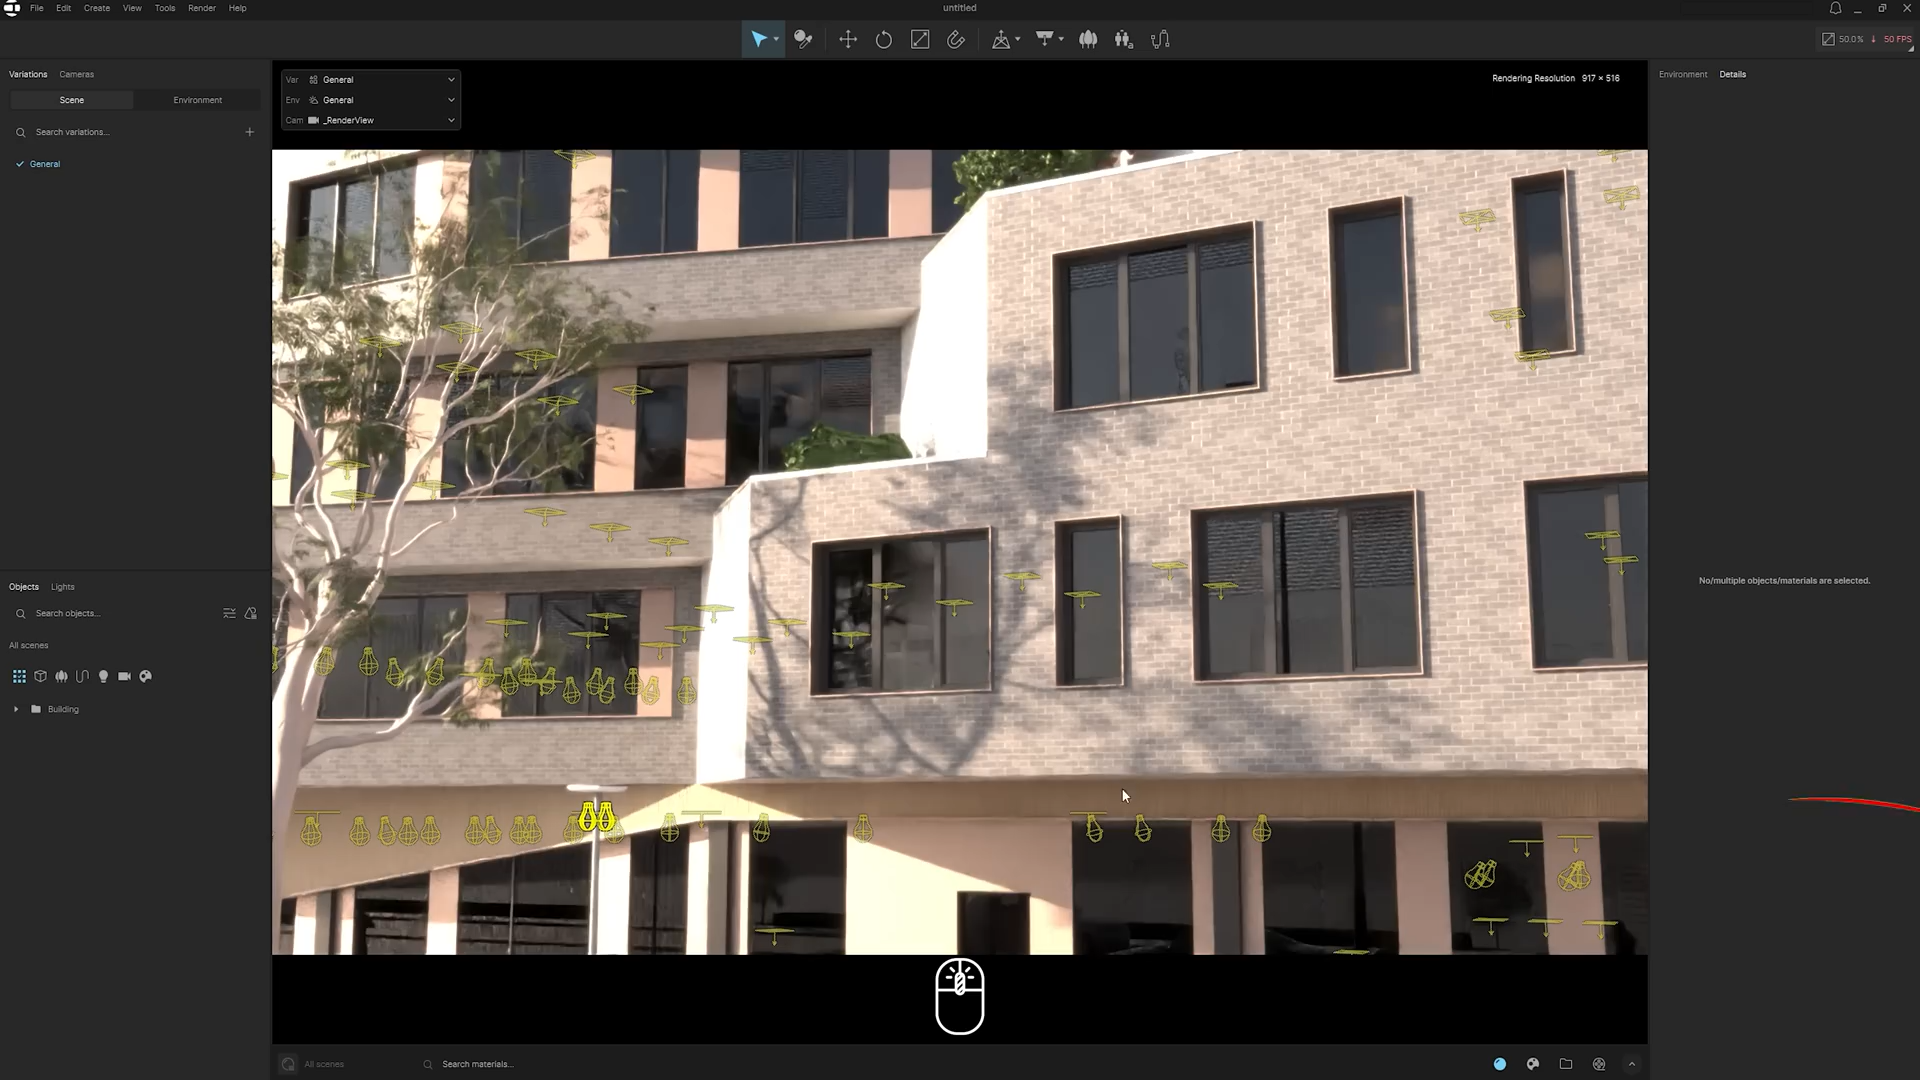 File Edit Create View Tools Render Help
untitled
50.0% ↓ 50 FPS
Variations Cameras
Scene Environment
Search variations...
General
Var General
Env General
Cam _RenderView
Rendering Resolution 917 × 516
Environment Details
No/multiple objects/materials are selected.
Objects Lights
Search objects...
All scenes
Building
All scenes
Search materials...